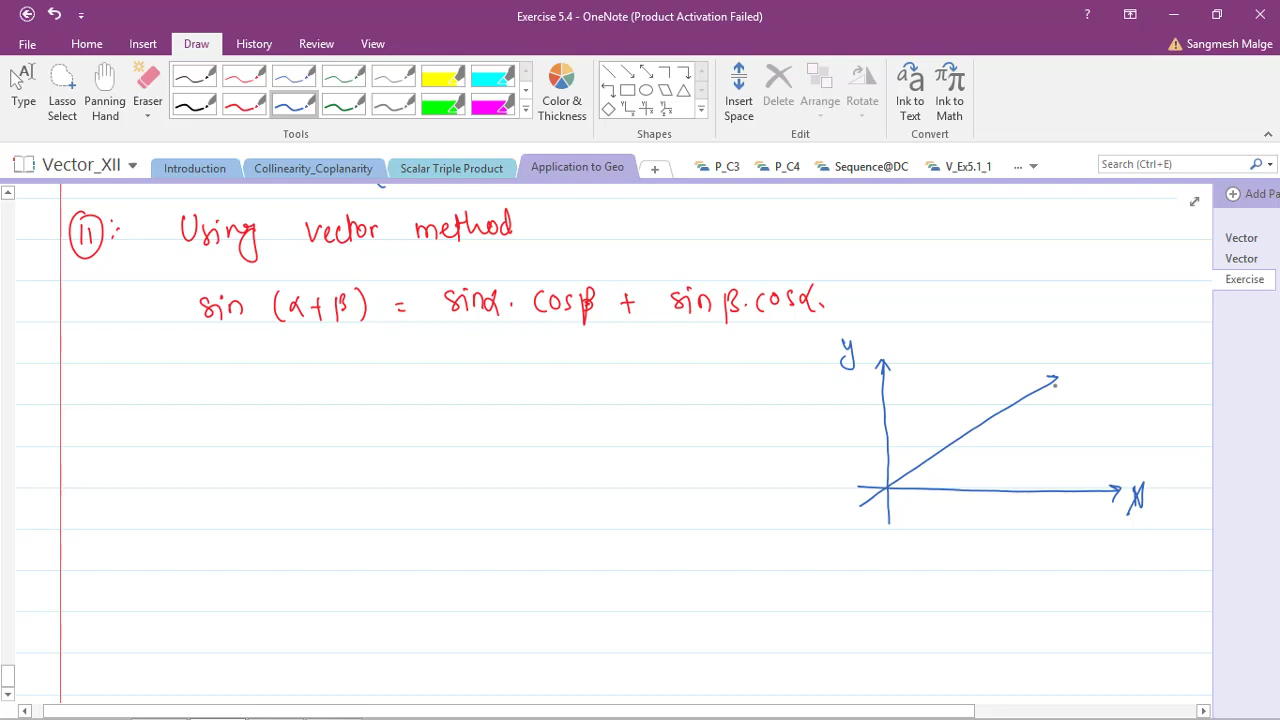 Exercise 5.4 - OneNote (Product Activation Failed)
File Home Insert Draw History Review View
Sangmesh Malge
Type Lasso Select Panning Hand Eraser
Color & Thickness
Insert Space Delete Arrange Rotate
Ink to Text Ink to Math
Tools Shapes Edit Convert
Vector_XII Introduction Collinearity_Coplanarity Scalar Triple Product Application to Geo P_C3 P_C4 Sequence@DC V_Ex5.1_1 ... Search (Ctrl+E)
Add Pa
Vector
Vector
Exercise
11 : Using vector method
sin (α+β) = sinα . cosβ + sinβ . cosα.
y
X